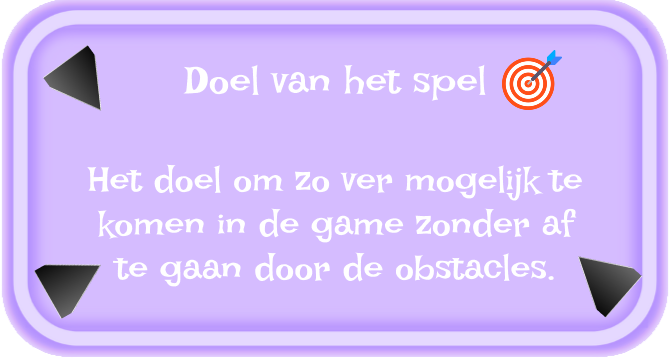 Doel van het spel
Het doel om zo ver mogelijk te
komen in de game zonder af
te gaan door de obstacles.